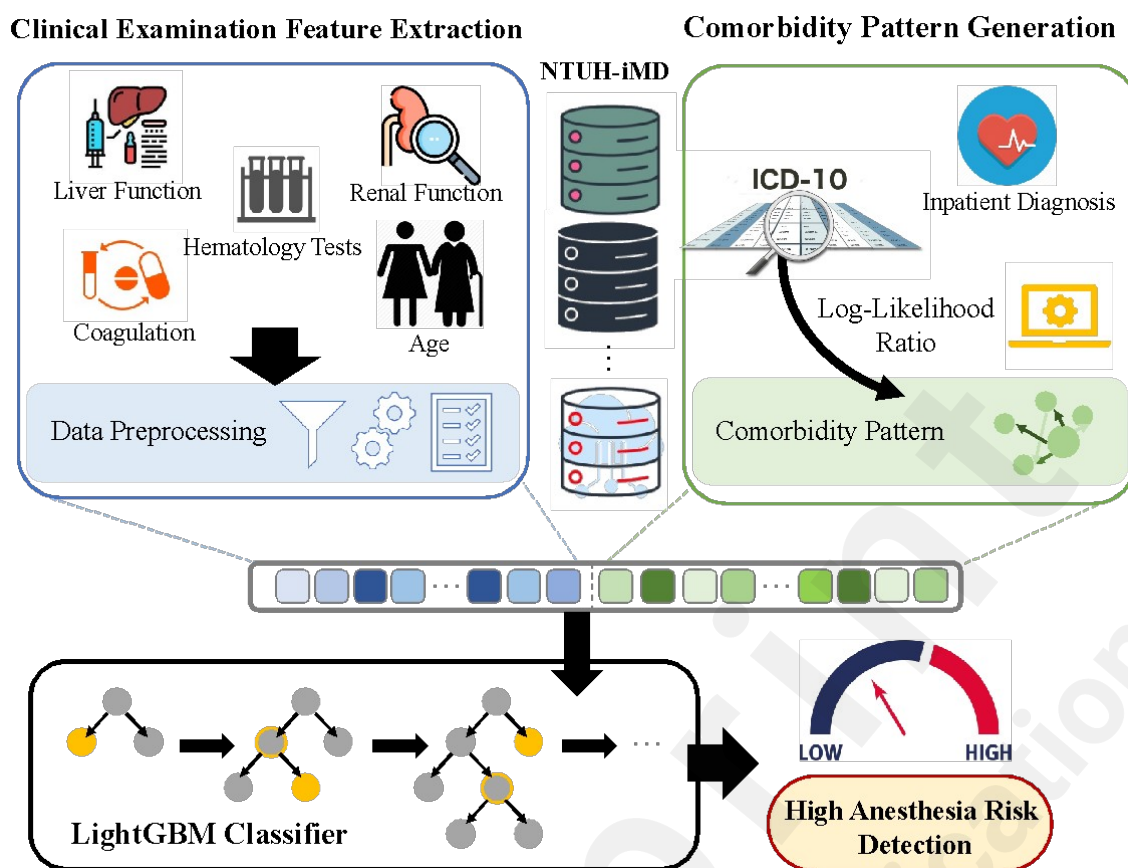 Clinical Examination Feature Extraction
Comorbidity Pattern Generation
NTUH-iMD
Liver Function
Renal Function
Hematology Tests
Coagulation
Age
Data Preprocessing
ICD-10
Inpatient Diagnosis
Log-Likelihood
Ratio
Comorbidity Pattern
LightGBM Classifier
LOW
HIGH
High Anesthesia Risk
Detection